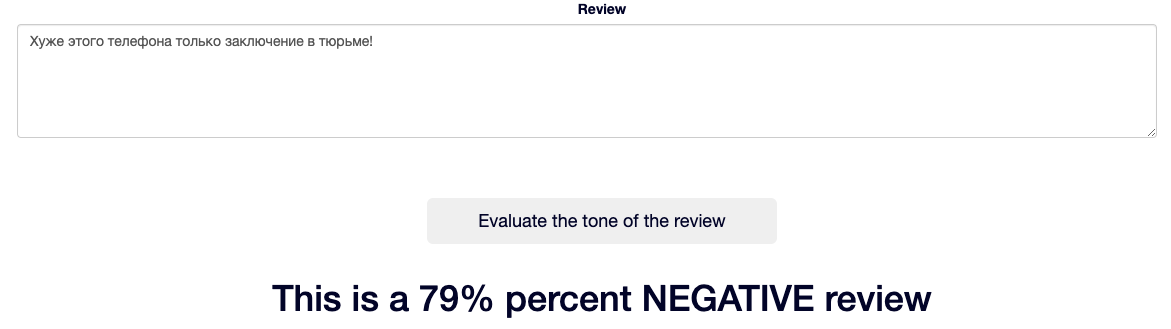 Review
Хуже этого телефона только заключение в тюрьме!
Evaluate the tone of the review
This is a 79% percent NEGATIVE review